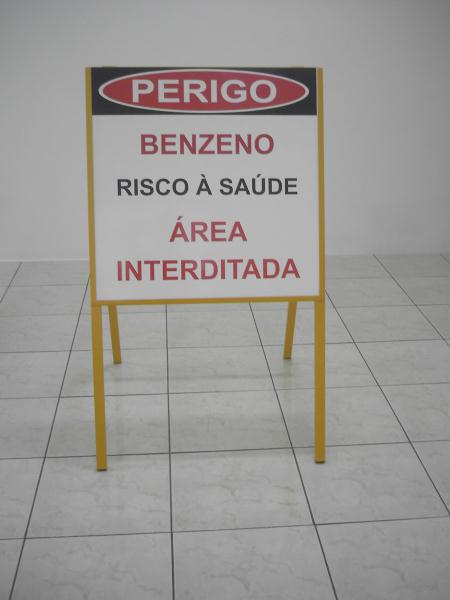 PERIGO
BENZENO
RISCO À SAÚDE
ÁREA
INTERDITADA